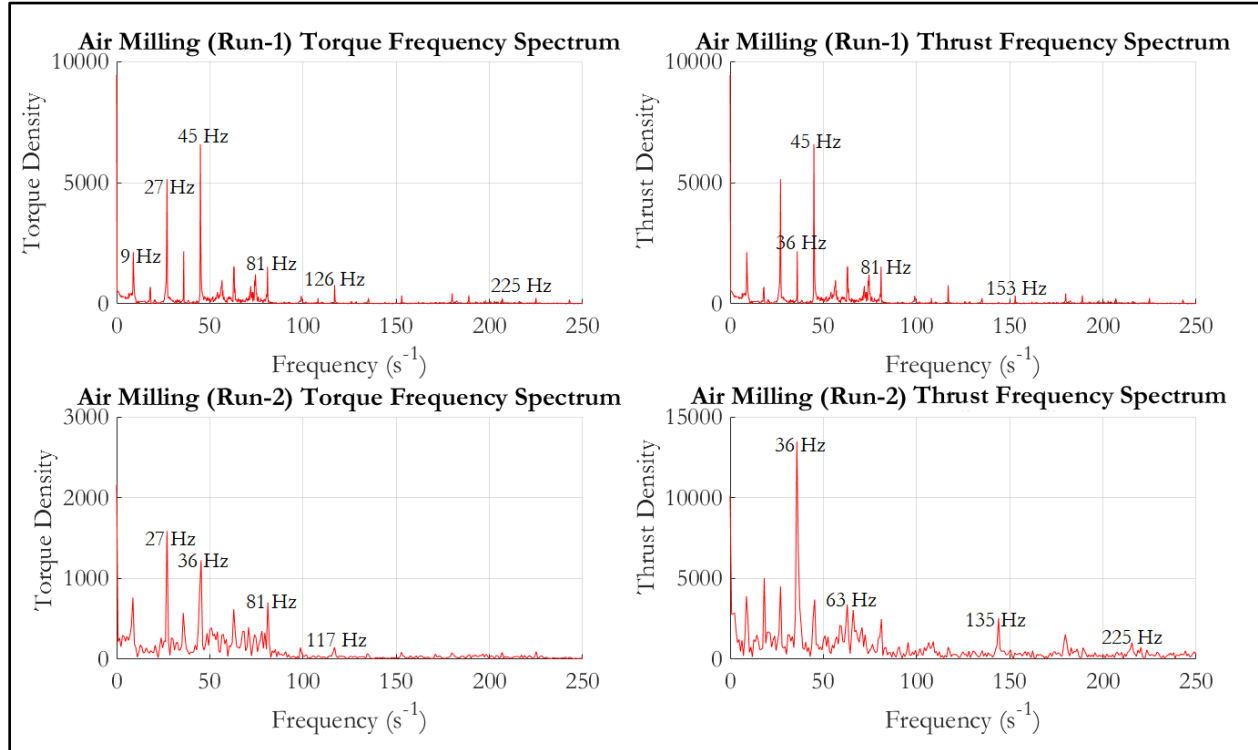 Air Milling (Run-1) Torque Frequency Spectrum
10000
5000
0
Torque Density
9 Hz
27 Hz
45 Hz
81 Hz
126 Hz
225 Hz
0 50 100 150 200 250
Frequency (s⁻¹)
Air Milling (Run-1) Thrust Frequency Spectrum
10000
5000
0
Thrust Density
45 Hz
36 Hz
81 Hz
153 Hz
0 50 100 150 200 250
Frequency (s⁻¹)
Air Milling (Run-2) Torque Frequency Spectrum
3000
2000
1000
0
Torque Density
27 Hz
36 Hz
81 Hz
117 Hz
0 50 100 150 200 250
Frequency (s⁻¹)
Air Milling (Run-2) Thrust Frequency Spectrum
15000
10000
5000
0
Thrust Density
36 Hz
63 Hz
135 Hz
225 Hz
0 50 100 150 200 250
Frequency (s⁻¹)